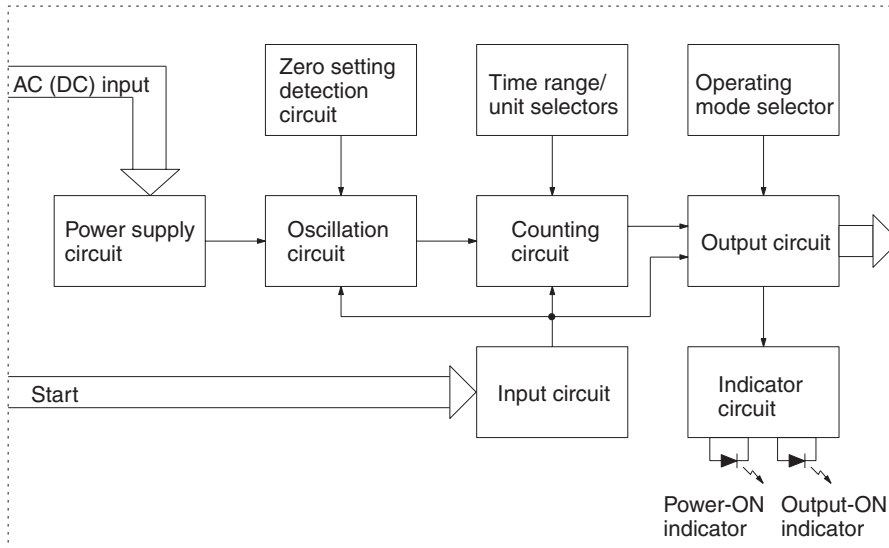 AC (DC) input
Zero setting
detection
circuit
Time range/
unit selectors
Operating
mode selector
Power supply
circuit
Oscillation
circuit
Counting
circuit
Output circuit
Start
Input circuit
Indicator
circuit
Power-ON
indicator
Output-ON
indicator